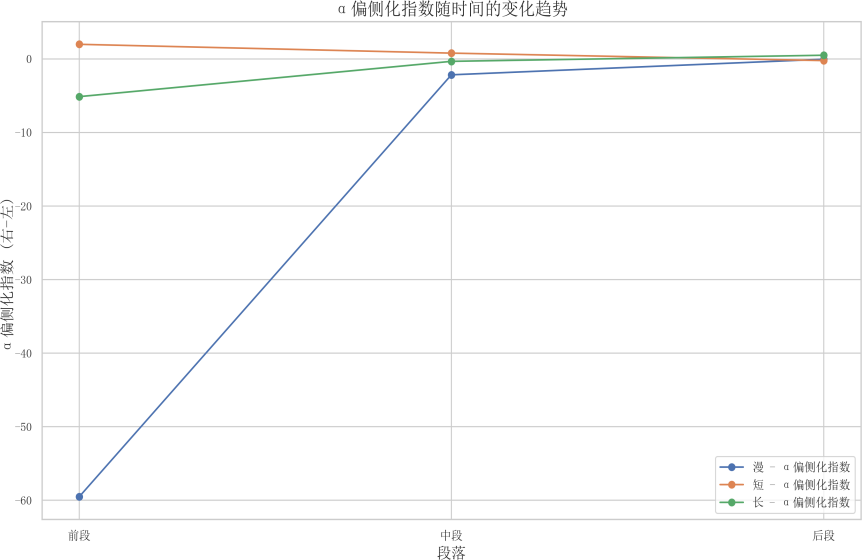 α 偏侧化指数随时间的变化趋势
α 偏侧化指数 (右-左)
0
-10
-20
-30
-40
-50
-60
前段
中段
后段
段落
漫 - α 偏侧化指数
短 - α 偏侧化指数
长 - α 偏侧化指数